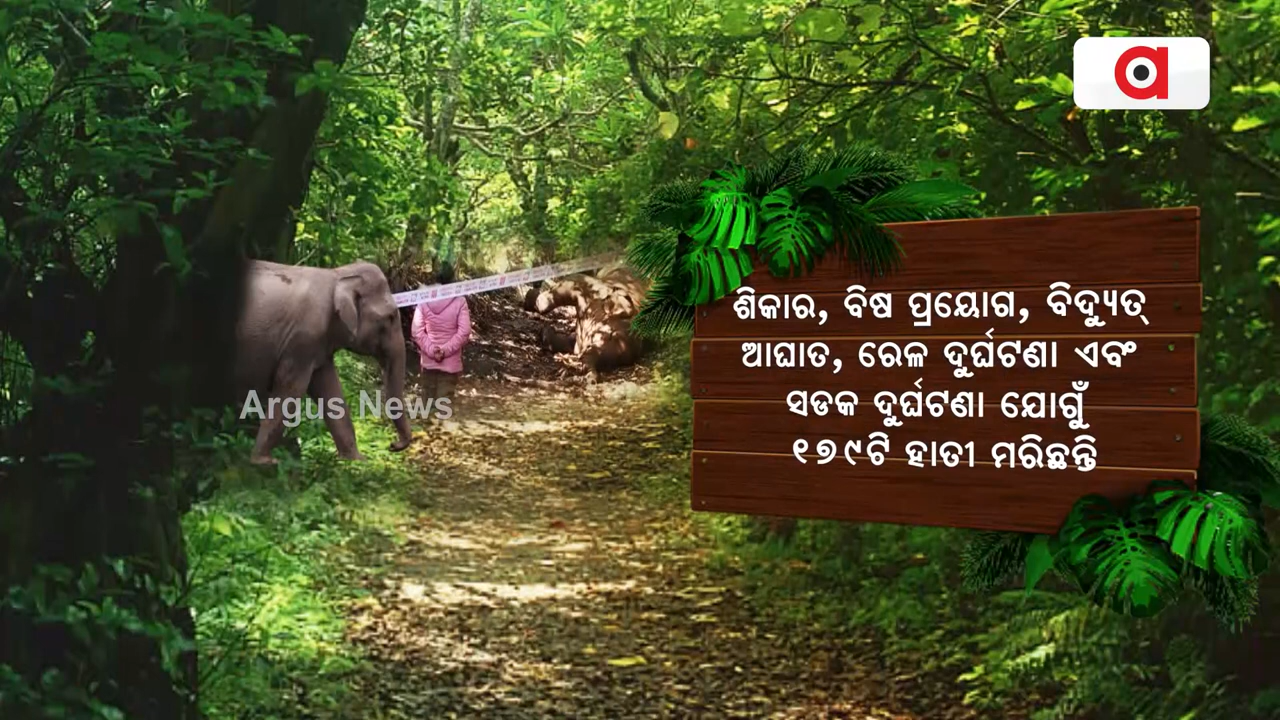 ଶିକାର, ବିଷ ପ୍ରୟୋଗ, ବିଦ୍ୟୁତ୍
ଆଘାତ, ରେଳ ଦୁର୍ଘଟଣା ଏବଂ
ସଡକ ଦୁର୍ଘଟଣା ଯୋଗୁଁ
୧୭୯ଟି ହାତୀ ମରିଛନ୍ତି
Argus News